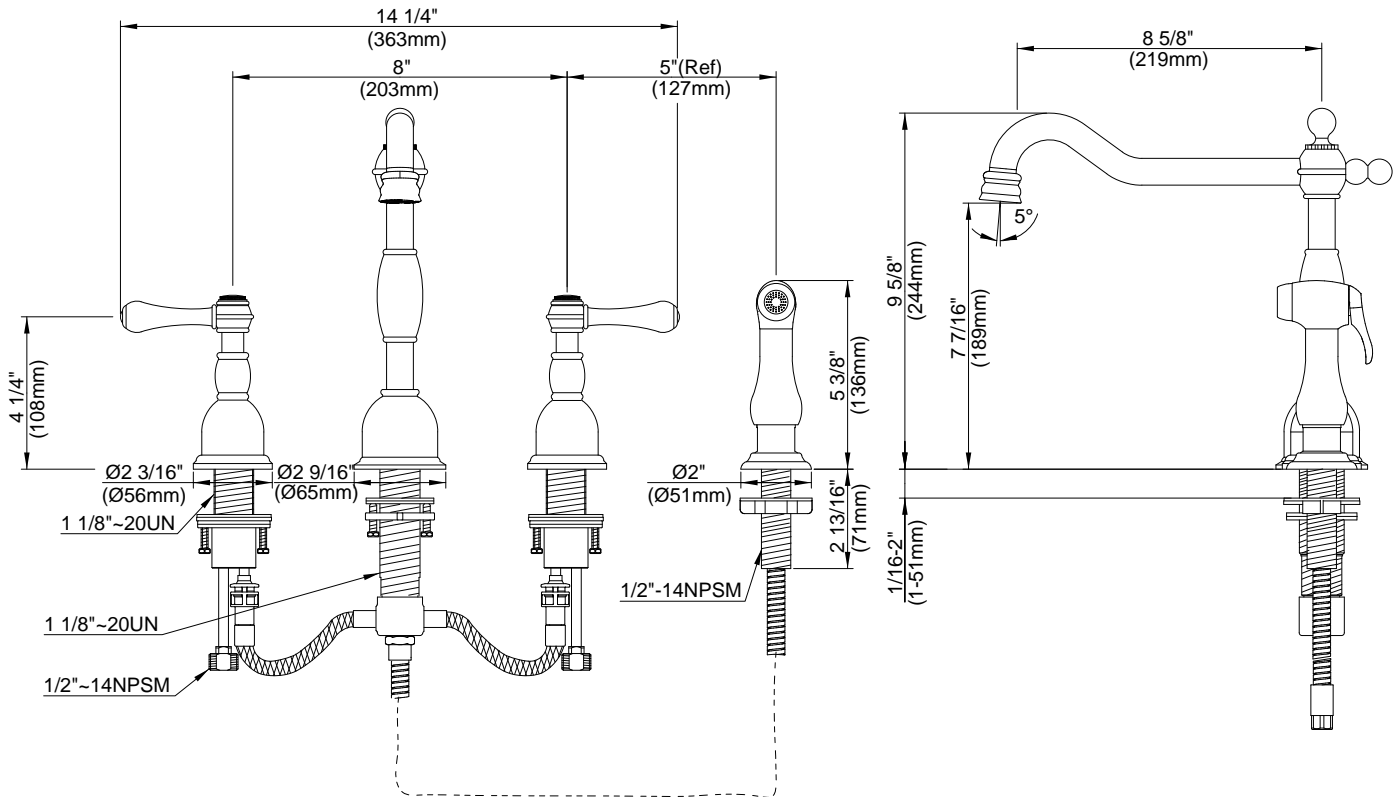 14 1/4"
(363mm)
8"
(203mm)
5"(Ref)
(127mm)
8 5/8"
(219mm)
9 5/8"
(244mm)
7 7/16"
(189mm)
5°
4 1/4"
(108mm)
5 3/8"
(136mm)
Ø2 3/16"
(Ø56mm)
Ø2 9/16"
(Ø65mm)
Ø2"
(Ø51mm)
2 13/16"
(71mm)
1/16-2"
(1-51mm)
1 1/8"~20UN
1/2"-14NPSM
1 1/8"~20UN
1/2"~14NPSM